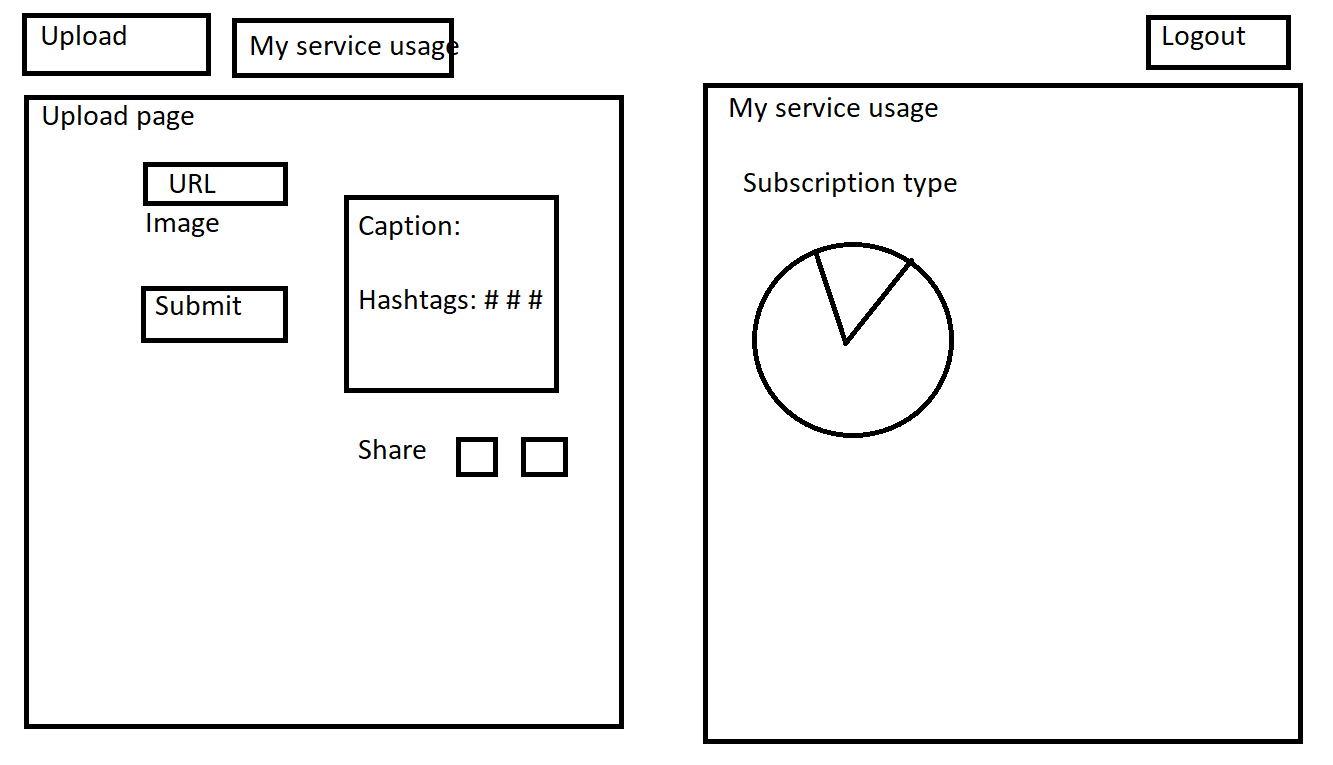 Upload
My service usage
Logout
Upload page
URL
Image
Submit
Caption:
Hashtags: # # #
Share
My service usage
Subscription type